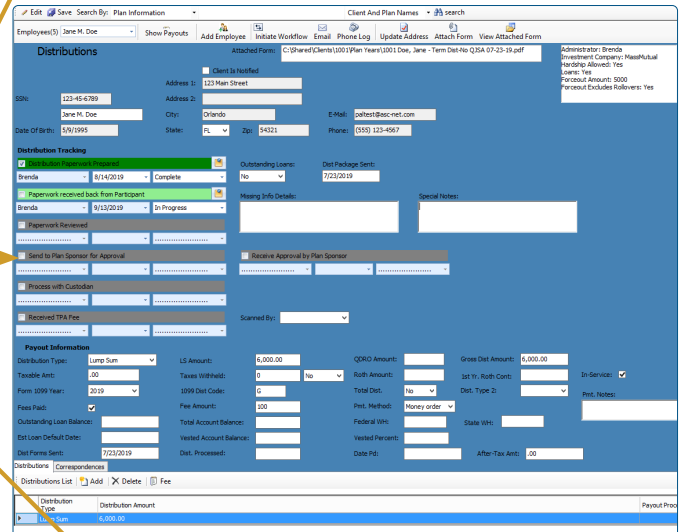 Edit Save Search By: Plan Information Client And Plan Names search
Employees(5) Jane M. Doe Show Payouts Add Employee Initiate Workflow Email Phone Log Update Address Attach Form View Attached Form
Distributions Attached Form: C:\Shared\Clients\1001\Plan Years\1001 Doe, Jane - Term Dist-No QJSA 07-23-19.pdf
Administrator: Brenda
Investment Company: MassMutual
Hardship Allowed: Yes
Loans: Yes
Forceout Amount: 5000
Forceout Excludes Rollovers: Yes
Client Is Notified
Address 1: 123 Main Street
SSN: 123-45-6789 Address 2:
Jane M. Doe City: Orlando E-Mail: paltest@asc-net.com
Date Of Birth: 5/9/1995 State: FL Zip: 54321 Phone: (555) 123-4567
Distribution Tracking
Distribution Paperwork Prepared Outstanding Loans: Dist Package Sent:
Brenda 8/14/2019 Complete No 7/23/2019
Paperwork received back from Participant Missing Info Details: Special Notes:
Brenda 9/13/2019 In Progress
Paperwork Reviewed
Send to Plan Sponsor for Approval Receive Approval by Plan Sponsor
Process with Custodian
Received TPA Fee Scanned By:
Payout Information
Distribution Type: Lump Sum LS Amount: 6,000.00 QDRO Amount: Gross Dist Amount: 6,000.00
Taxable Amt: .00 Taxes Withheld: 0 No Roth Amount: 1st Yr. Roth Cont: In-Service:
Form 1099 Year: 2019 1099 Dist Code: G Total Dist. No Dist. Type 2: Pmt. Notes:
Fees Paid: Fee Amount: 100 Pmt. Method: Money order
Outstanding Loan Balance: Total Account Balance: Federal WH: State WH:
Est Loan Default Date: Vested Account Balance: Vested Percent:
Dist Forms Sent: 7/23/2019 Dist. Processed: Date Pd: After-Tax Amt: .00
Distributions Correspondences
Distributions List Add Delete Fee
Distribution Type Distribution Amount Payout Proc
Lump Sum 6,000.00